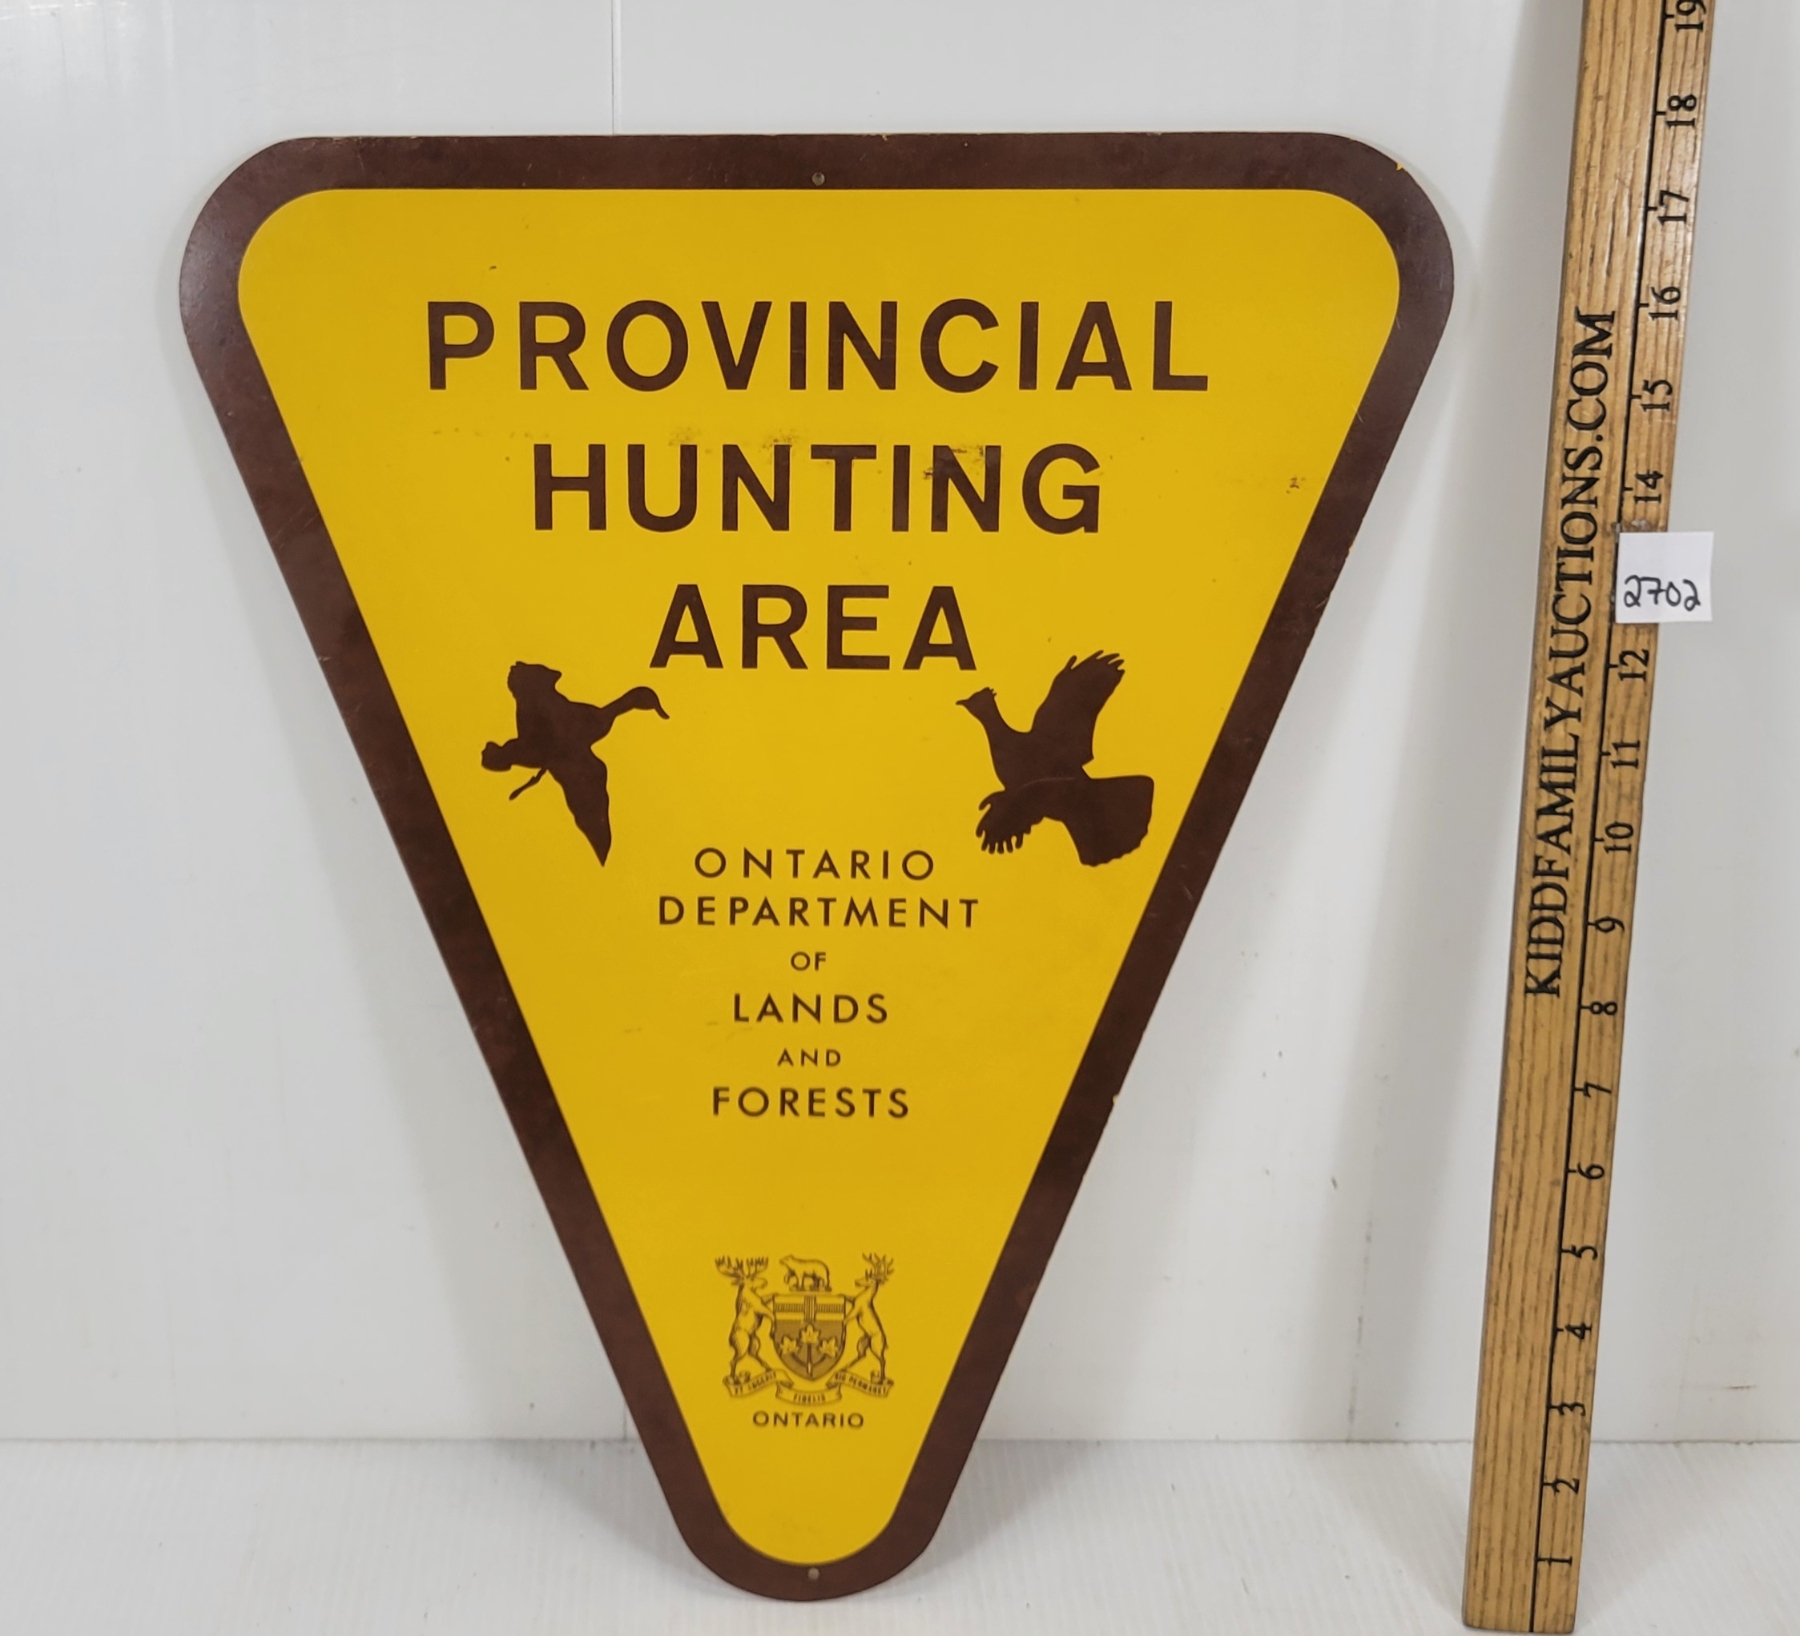 PROVINCIAL
HUNTING
AREA
ONTARIO
DEPARTMENT
OF
LANDS
AND
FORESTS
FIDELIS
ONTARIO
KIDDFAMILYAUCTIONS.COM
2702
19
18
17
16
15
14
12
11
10
9
8
7
6
5
4
3
2
1